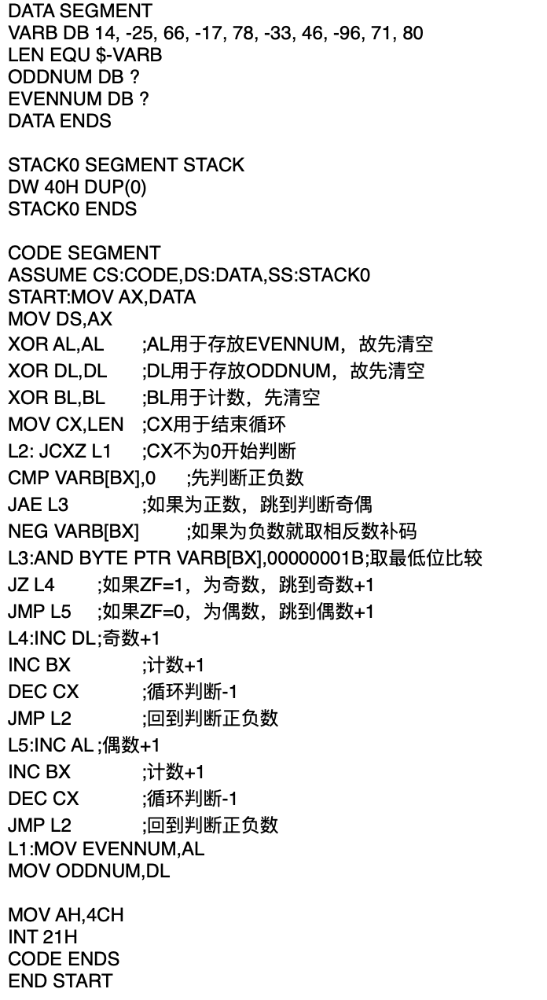 DATA SEGMENT
VARB DB 14, -25, 66, -17, 78, -33, 46, -96, 71, 80
LEN EQU $-VARB
ODDNUM DB ?
EVENNUM DB ?
DATA ENDS
STACK0 SEGMENT STACK
DW 40H DUP(0)
STACK0 ENDS
CODE SEGMENT
ASSUME CS:CODE,DS:DATA,SS:STACK0
START:MOV AX,DATA
MOV DS,AX
XOR AL,AL ;AL用于存放EVENNUM，故先清空
XOR DL,DL ;DL用于存放ODDNUM，故先清空
XOR BL,BL ;BL用于计数，先清空
MOV CX,LEN ;CX用于结束循环
L2: JCXZ L1 ;CX不为0开始判断
CMP VARB[BX],0 ;先判断正负数
JAE L3 ;如果为正数，跳到判断奇偶
NEG VARB[BX] ;如果为负数就取相反数补码
L3:AND BYTE PTR VARB[BX],00000001B;取最低位比较
JZ L4 ;如果ZF=1，为奇数，跳到奇数+1
JMP L5 ;如果ZF=0，为偶数，跳到偶数+1
L4:INC DL;奇数+1
INC BX ;计数+1
DEC CX ;循环判断-1
JMP L2 ;回到判断正负数
L5:INC AL ;偶数+1
INC BX ;计数+1
DEC CX ;循环判断-1
JMP L2 ;回到判断正负数
L1:MOV EVENNUM,AL
MOV ODDNUM,DL
MOV AH,4CH
INT 21H
CODE ENDS
END START